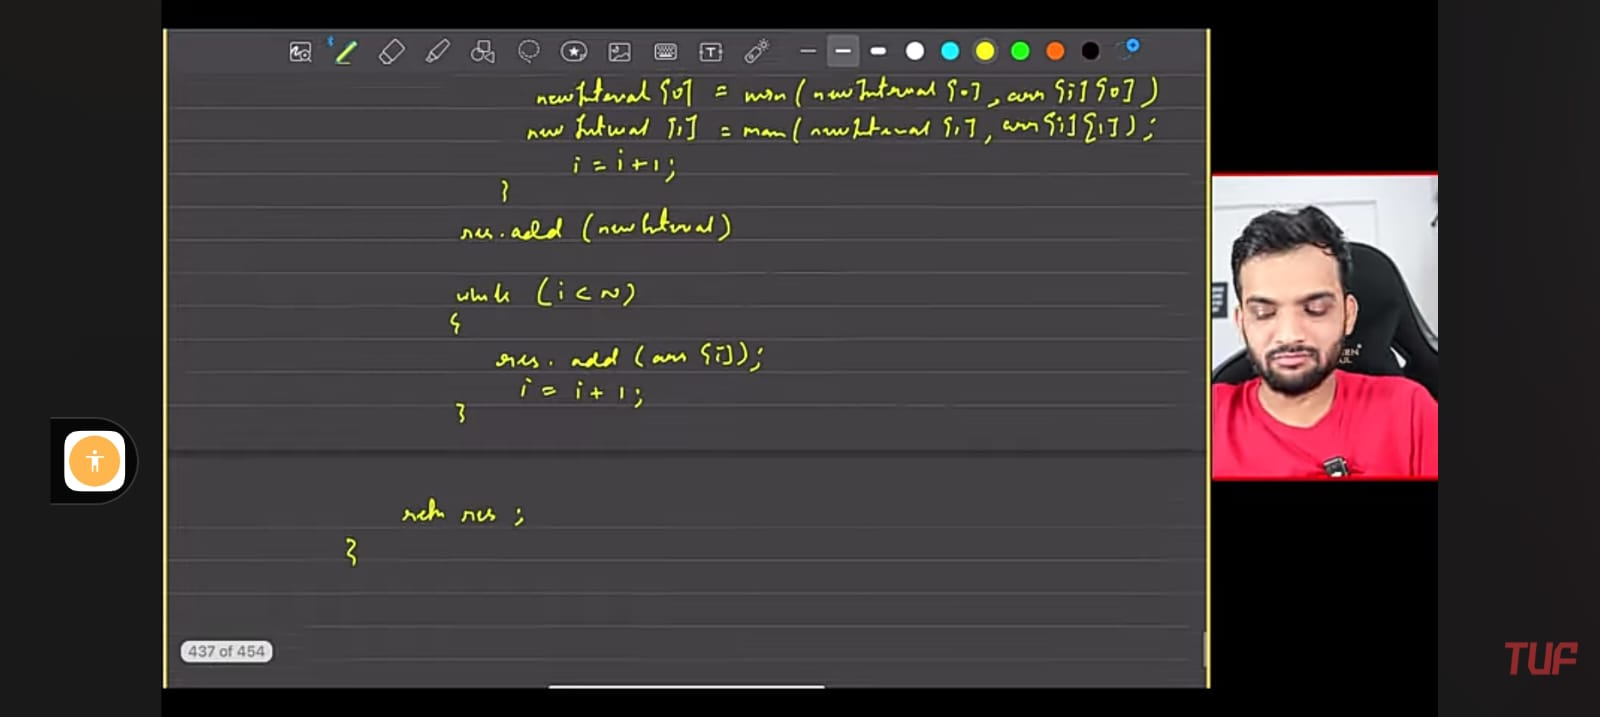 newInterval [0] = min (newInterval [0], arr [i] [0])
newInterval [1] = max (newInterval [1], arr [i] [1]);
i = i + 1;
}
res. add (newInterval)
while (i < N)
{
res. add (arr [i]);
i = i + 1;
}
retn res ;
}
437 of 454
TUF